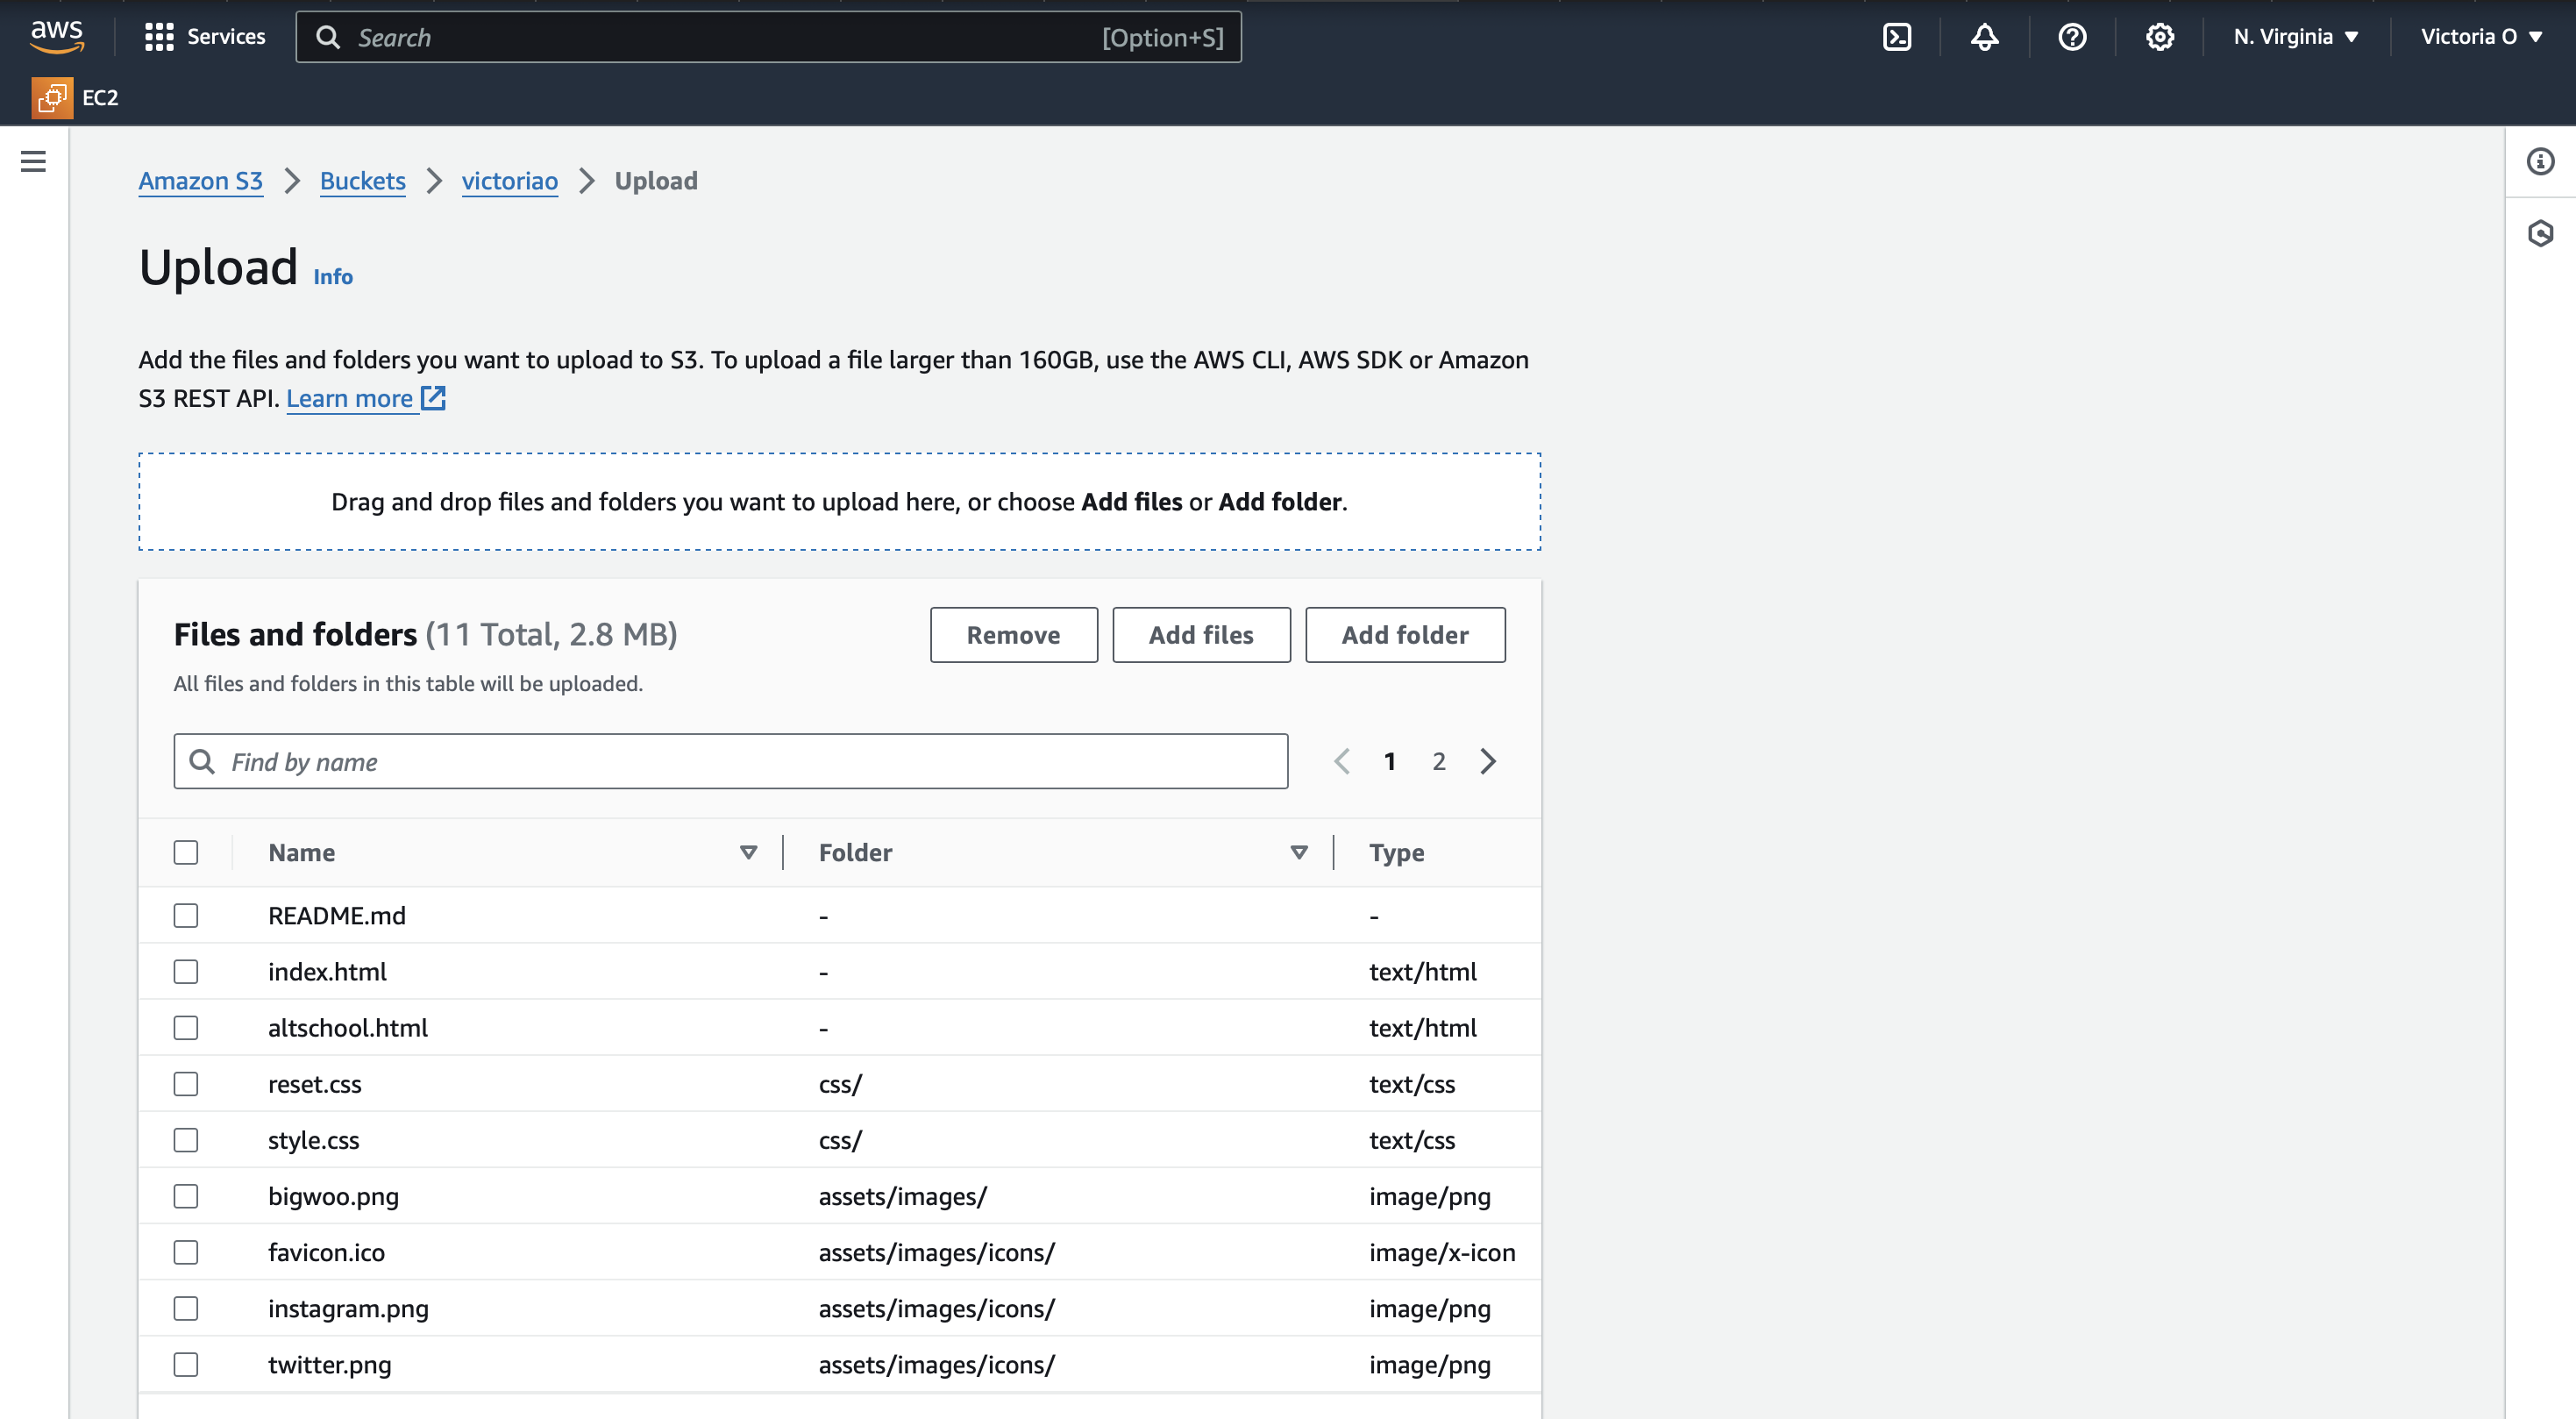 aws Services Search [Option+S] N. Virginia Victoria O
EC2
Amazon S3 Buckets victoriao Upload
Upload Info
Add the files and folders you want to upload to S3. To upload a file larger than 160GB, use the AWS CLI, AWS SDK or Amazon
S3 REST API. Learn more
Drag and drop files and folders you want to upload here, or choose Add files or Add folder.
Files and folders (11 Total, 2.8 MB) Remove Add files Add folder
All files and folders in this table will be uploaded.
Find by name 1 2
Name Folder Type
README.md - -
index.html - text/html
altschool.html - text/html
reset.css css/ text/css
style.css css/ text/css
bigwoo.png assets/images/ image/png
favicon.ico assets/images/icons/ image/x-icon
instagram.png assets/images/icons/ image/png
twitter.png assets/images/icons/ image/png